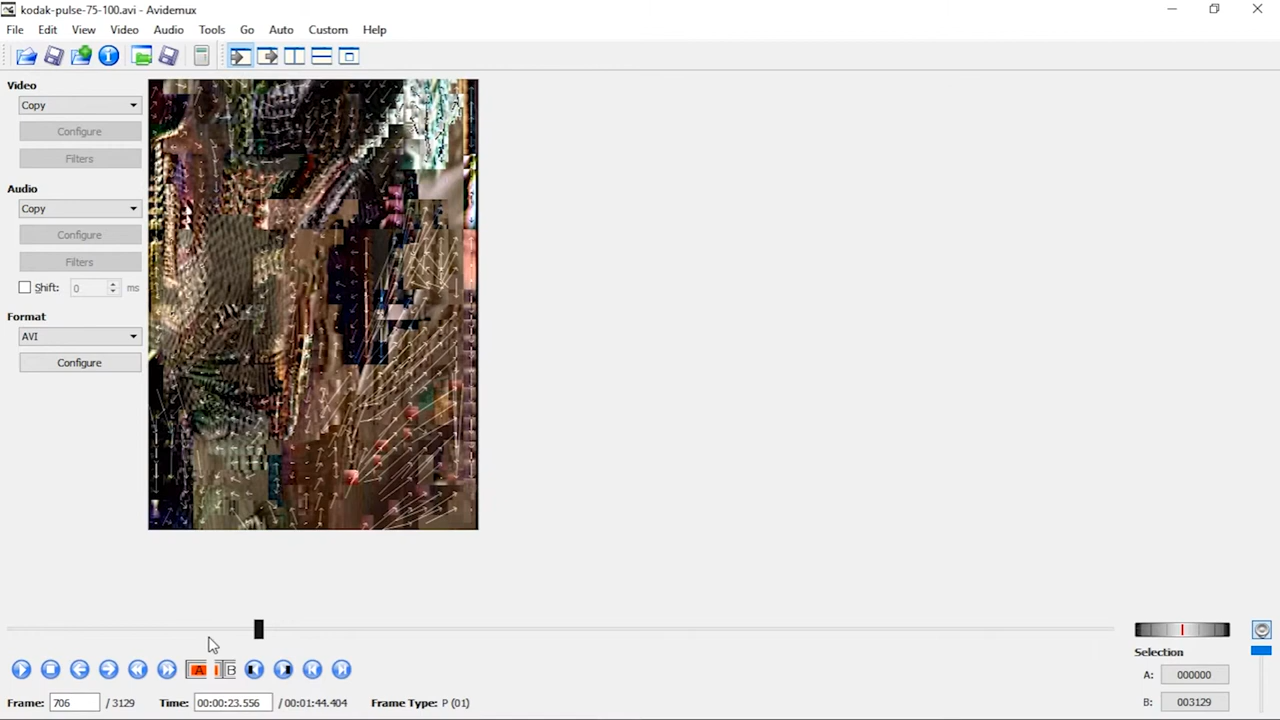 kodak-pulse-75-100.avi - Avidemux
File Edit View Video Audio Tools Go Auto Custom Help
Video
Copy
Configure
Filters
Audio
Copy
Configure
Filters
Shift: 0 ms
Format
AVI
Configure
A B
Selection
A: 000000
B: 003129
Frame: 706 / 3129 Time: 00:00:23.556 / 00:01:44.404 Frame Type: P (01)